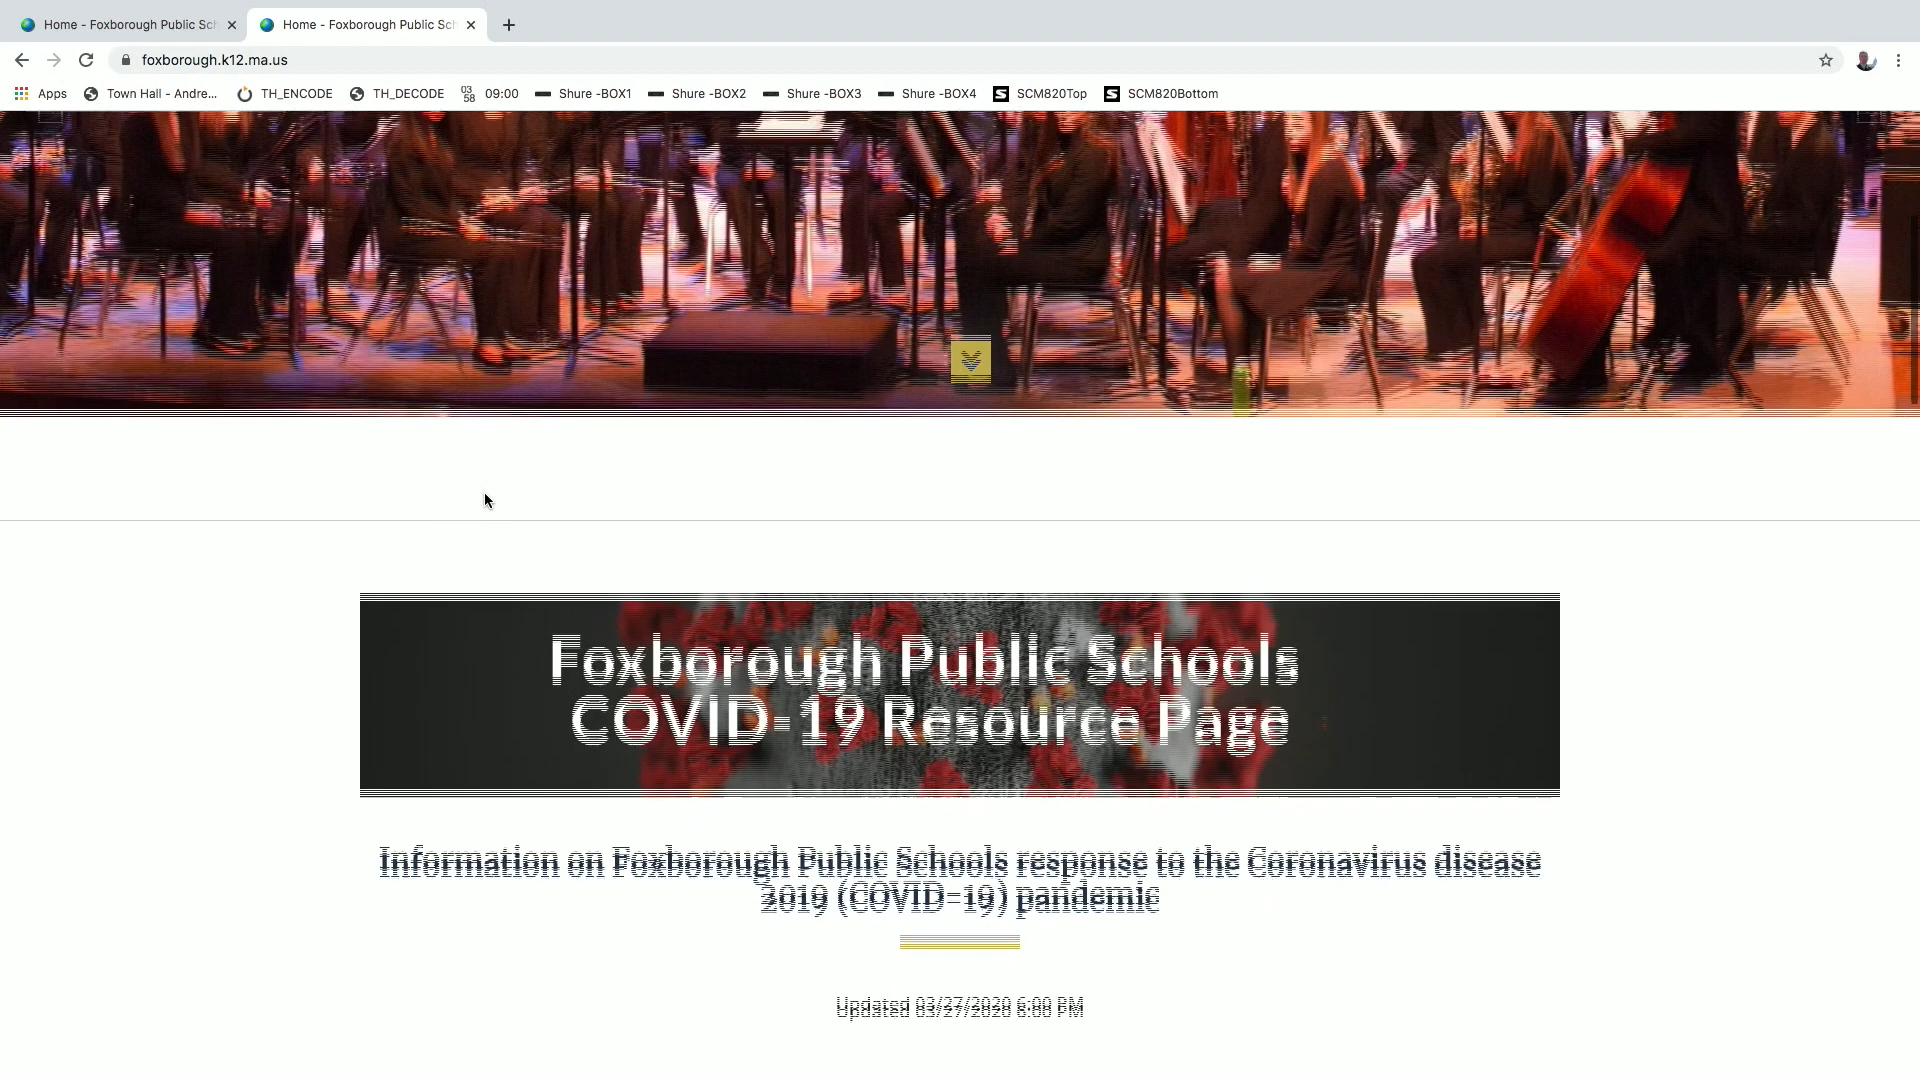 Home - Foxborough Public Sch
Home - Foxborough Public Sch
foxborough.k12.ma.us
Apps
Town Hall - Andre...
TH_ENCODE
TH_DECODE
03
58
09:00
Shure -BOX1
Shure -BOX2
Shure -BOX3
Shure -BOX4
SCM820Top
SCM820Bottom
Foxborough Public Schools
COVID-19 Resource Page
Information on Foxborough Public Schools response to the Coronavirus disease
2019 (COVID-19) pandemic
Updated 03/27/2020 6:00 PM